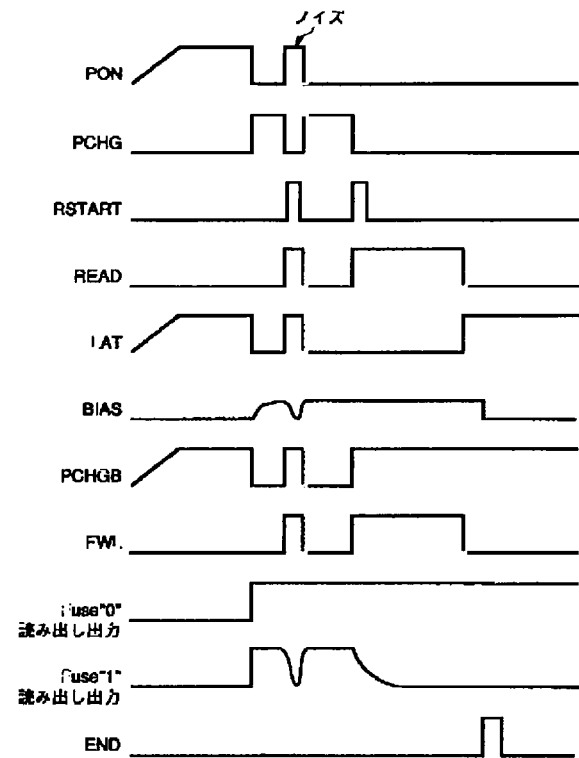 ノイズ
PON
PCHG
RSTART
READ
LAT
BIAS
PCHGB
FWL
Fuse"0"
読み出し出力
Fuse"1"
読み出し出力
END